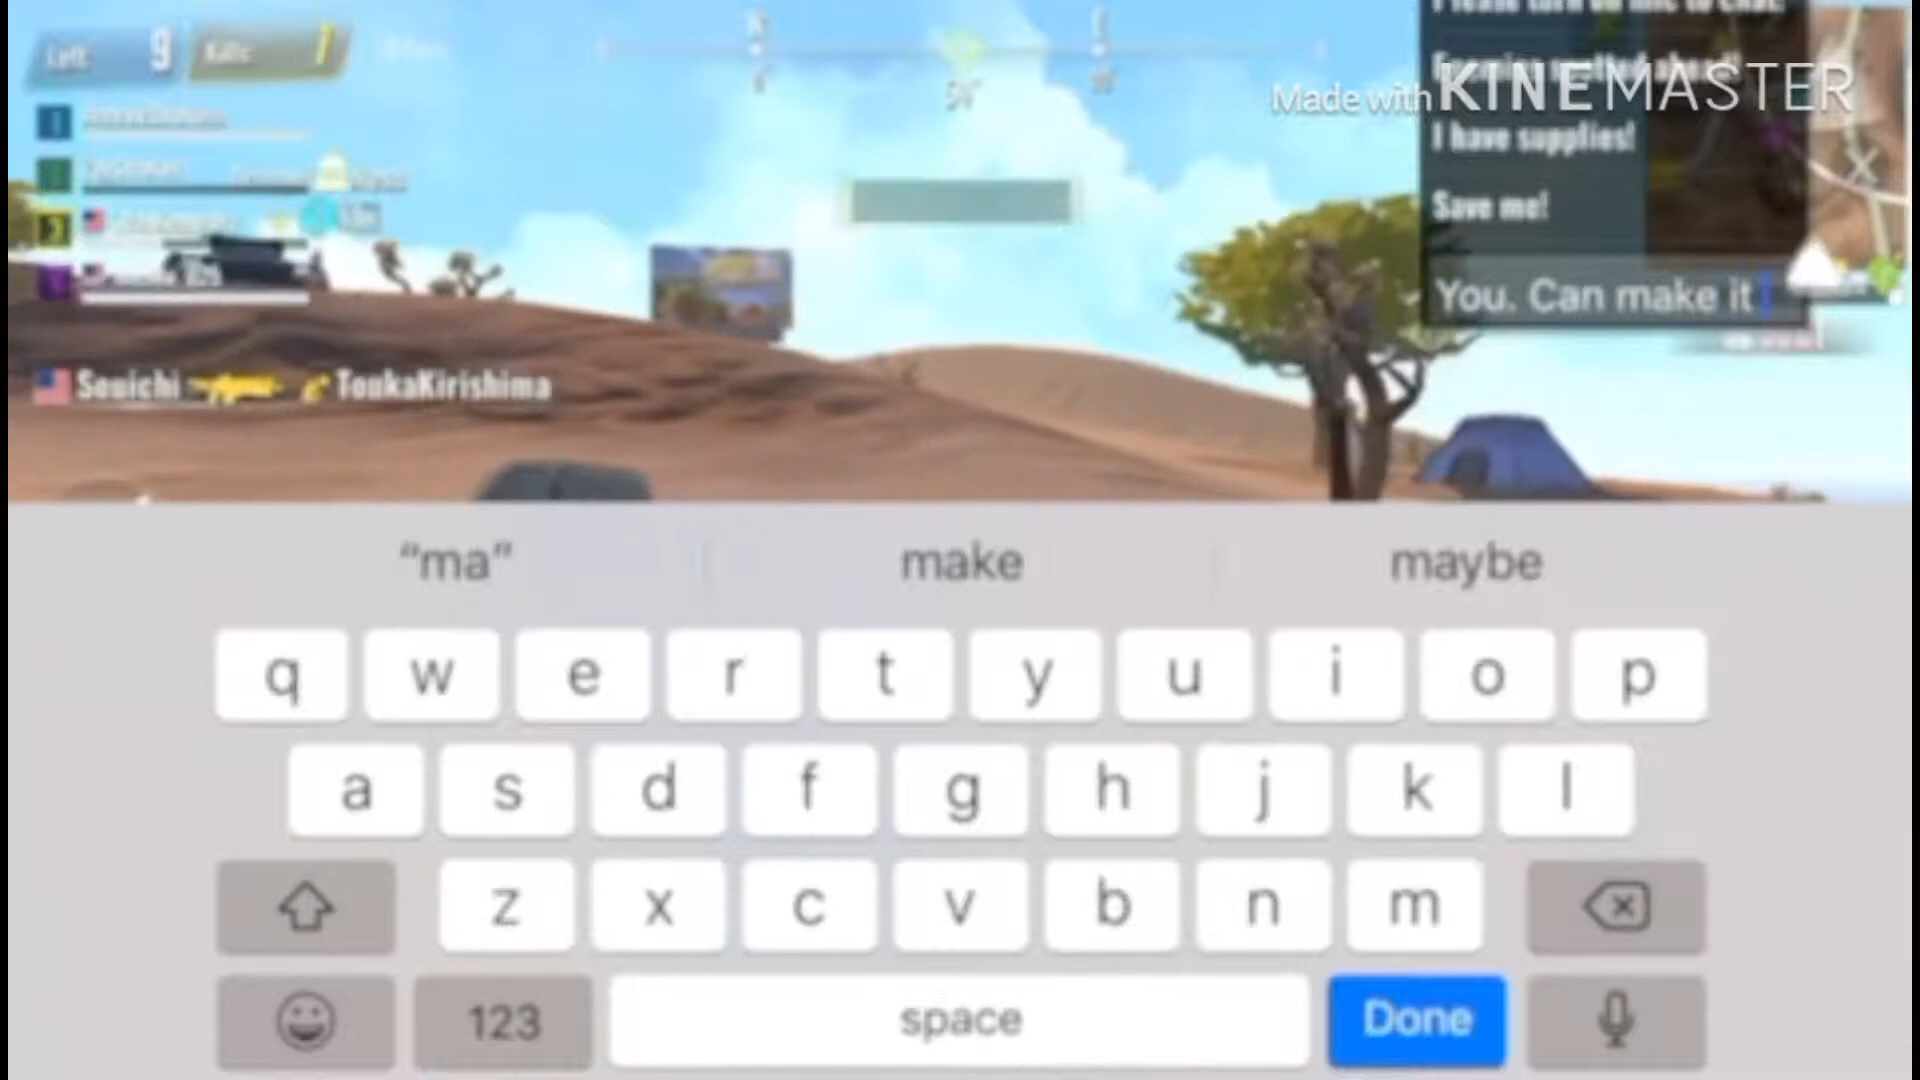 Left 9 Kills 7
Made with KINEMASTER
I have supplies!
Save me!
You. Can make it
Souichi ToukaKirishima
“ma” make maybe
q w e r t y u i o p
a s d f g h j k l
z x c v b n m
123 space Done